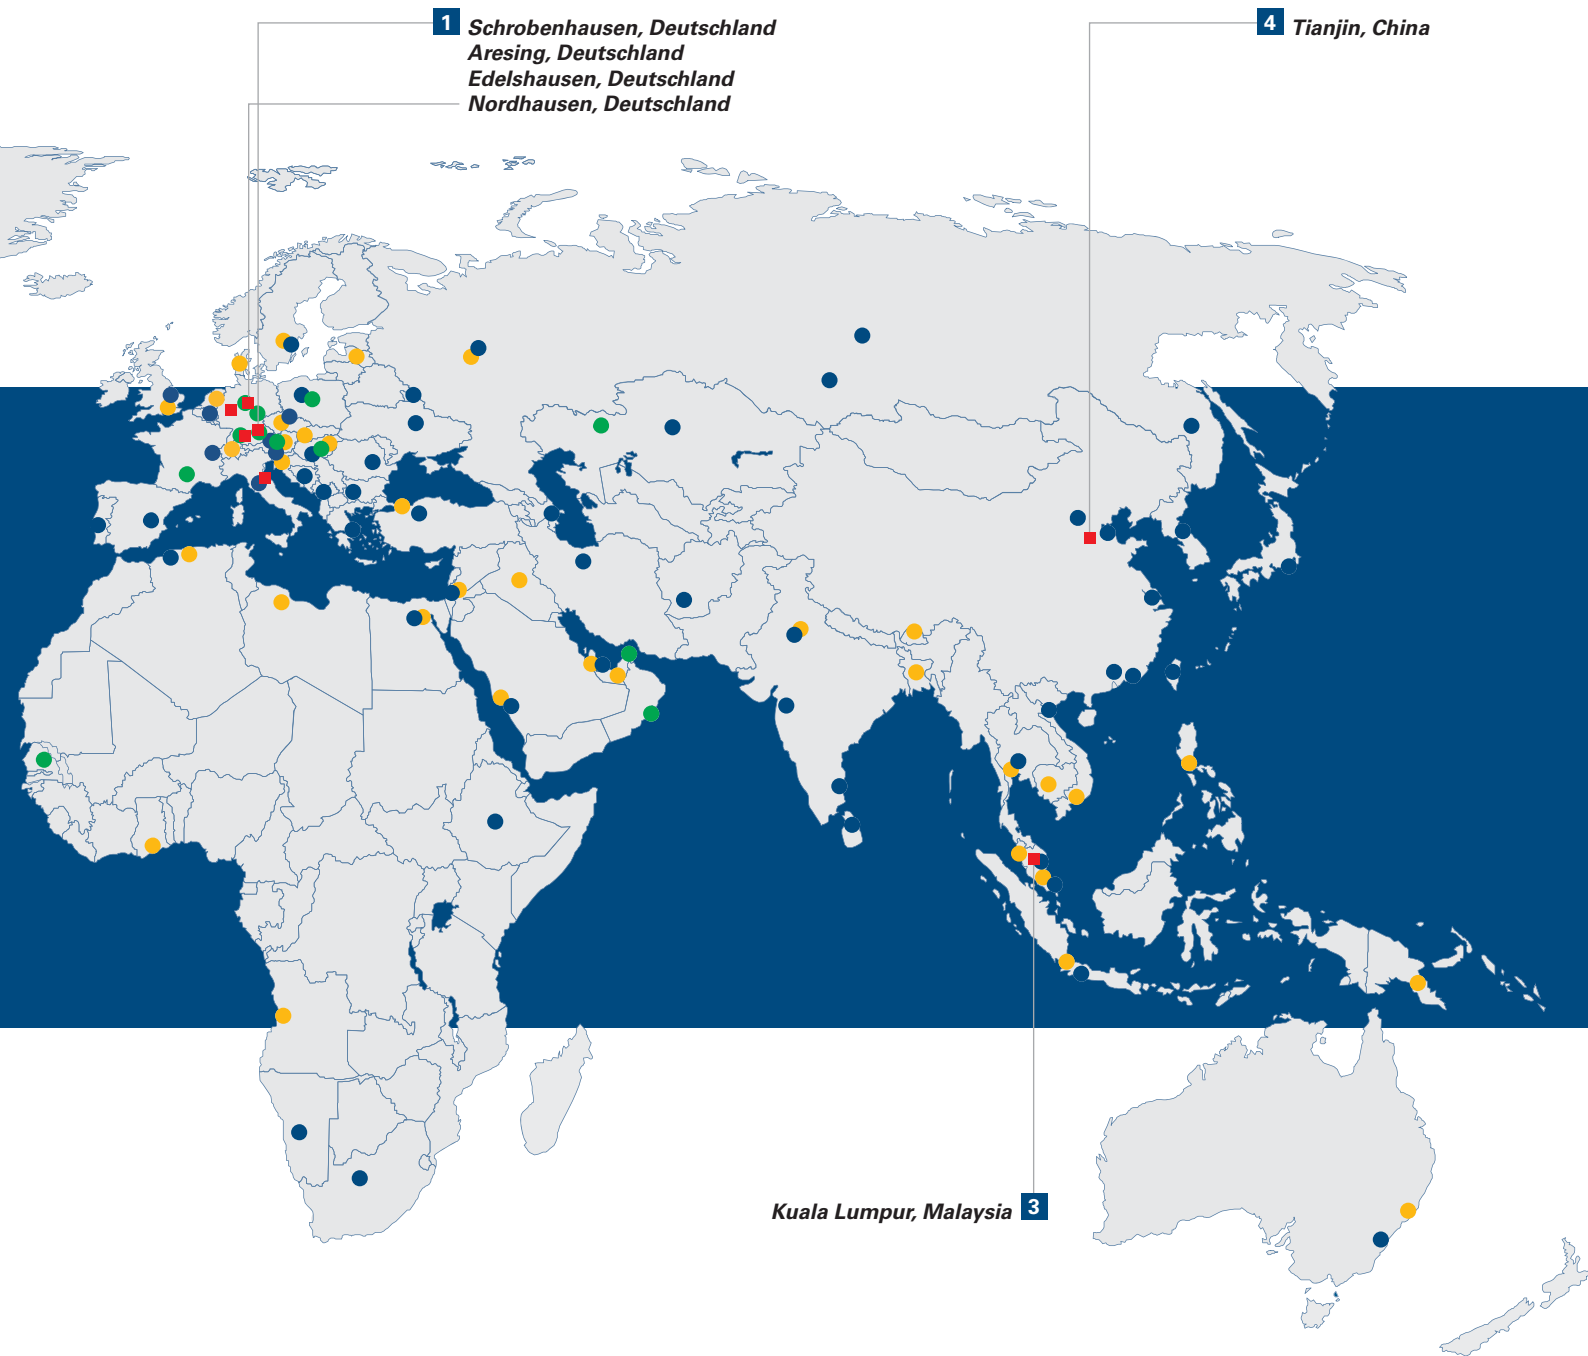 1 Schrobenhausen, Deutschland
Aresing, Deutschland
Edelshausen, Deutschland
Nordhausen, Deutschland
4 Tianjin, China
Kuala Lumpur, Malaysia 3